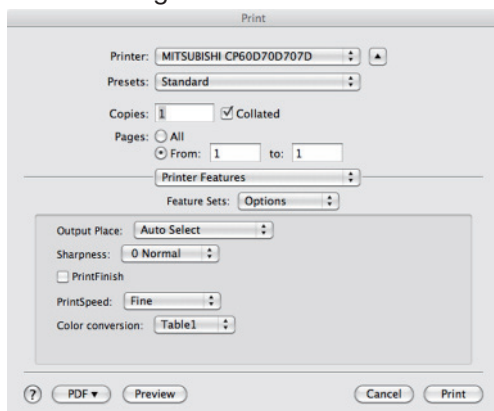 Print
Printer: MITSUBISHI CP60D70D707D
Presets: Standard
Copies: 1 Collated
Pages: All
From: 1 to: 1
Printer Features
Feature Sets: Options
Output Place: Auto Select
Sharpness: 0 Normal
PrintFinish
PrintSpeed: Fine
Color conversion: Table1
? PDF▾ Preview Cancel Print